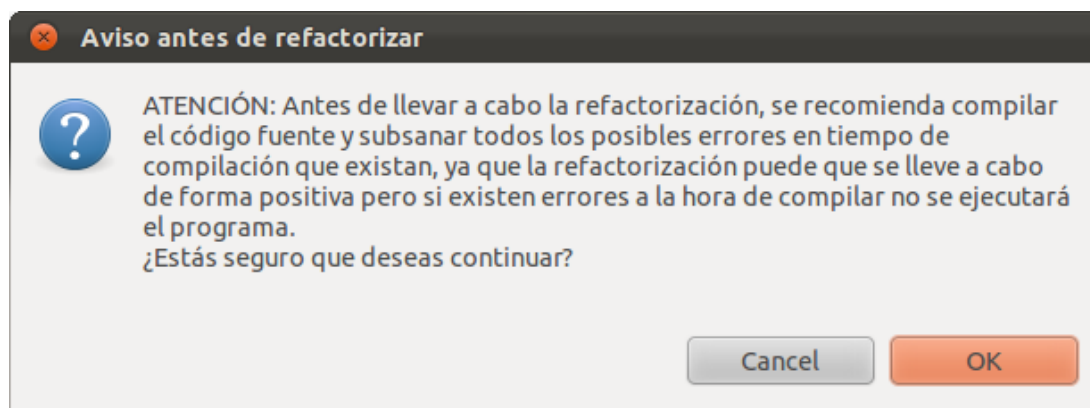 Aviso antes de refactorizar
ATENCIÓN: Antes de llevar a cabo la refactorización, se recomienda compilar
el código fuente y subsanar todos los posibles errores en tiempo de
compilación que existan, ya que la refactorización puede que se lleve a cabo
de forma positiva pero si existen errores a la hora de compilar no se ejecutará
el programa.
¿Estás seguro que deseas continuar?
Cancel
OK